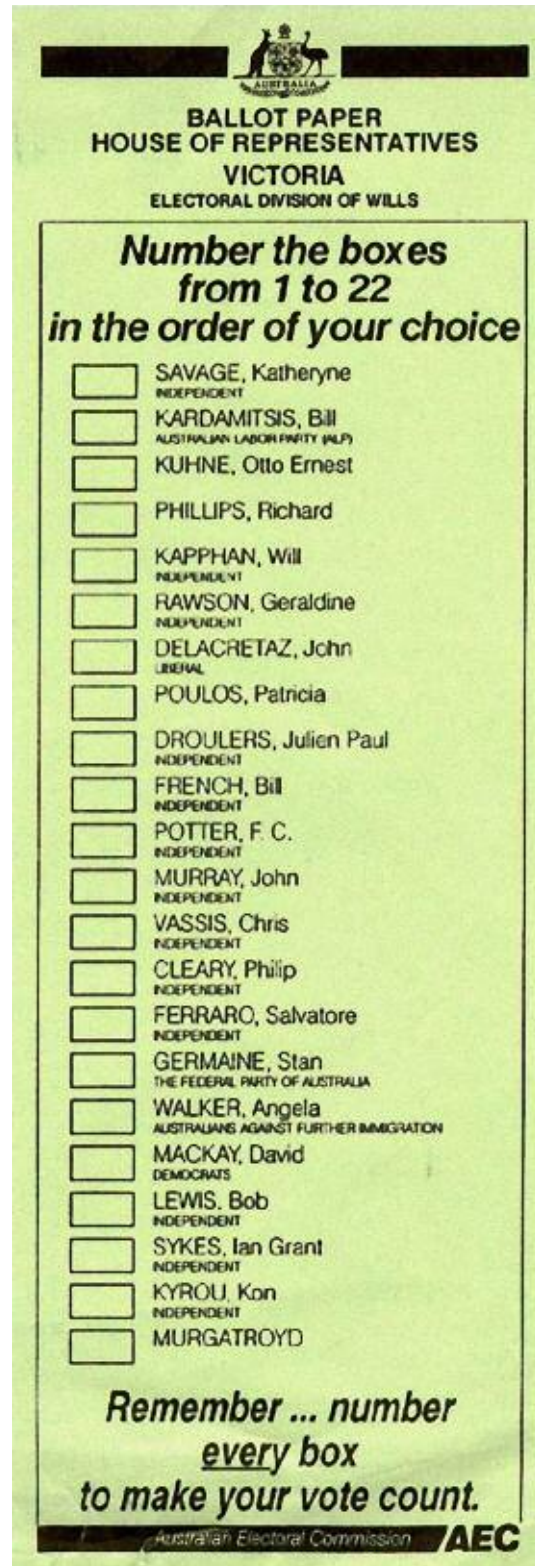 AUSTRALIA
BALLOT PAPER
HOUSE OF REPRESENTATIVES
VICTORIA
ELECTORAL DIVISION OF WILLS
Number the boxes
from 1 to 22
in the order of your choice
SAVAGE, Katheryne
INDEPENDENT
KARDAMITSIS, Bill
AUSTRALIAN LABOR PARTY (ALP)
KUHNE, Otto Ernest
PHILLIPS, Richard
KAPPHAN, Will
INDEPENDENT
RAWSON, Geraldine
INDEPENDENT
DELACRETAZ, John
LIBERAL
POULOS, Patricia
DROULERS, Julien Paul
INDEPENDENT
FRENCH, Bill
INDEPENDENT
POTTER, F. C.
INDEPENDENT
MURRAY, John
INDEPENDENT
VASSIS, Chris
INDEPENDENT
CLEARY, Philip
INDEPENDENT
FERRARO, Salvatore
INDEPENDENT
GERMAINE, Stan
THE FEDERAL PARTY OF AUSTRALIA
WALKER, Angela
AUSTRALIANS AGAINST FURTHER IMMIGRATION
MACKAY, David
DEMOCRATS
LEWIS, Bob
INDEPENDENT
SYKES, Ian Grant
INDEPENDENT
KYROU, Kon
INDEPENDENT
MURGATROYD
Remember ... number
every box
to make your vote count.
Australian Electoral Commission AEC